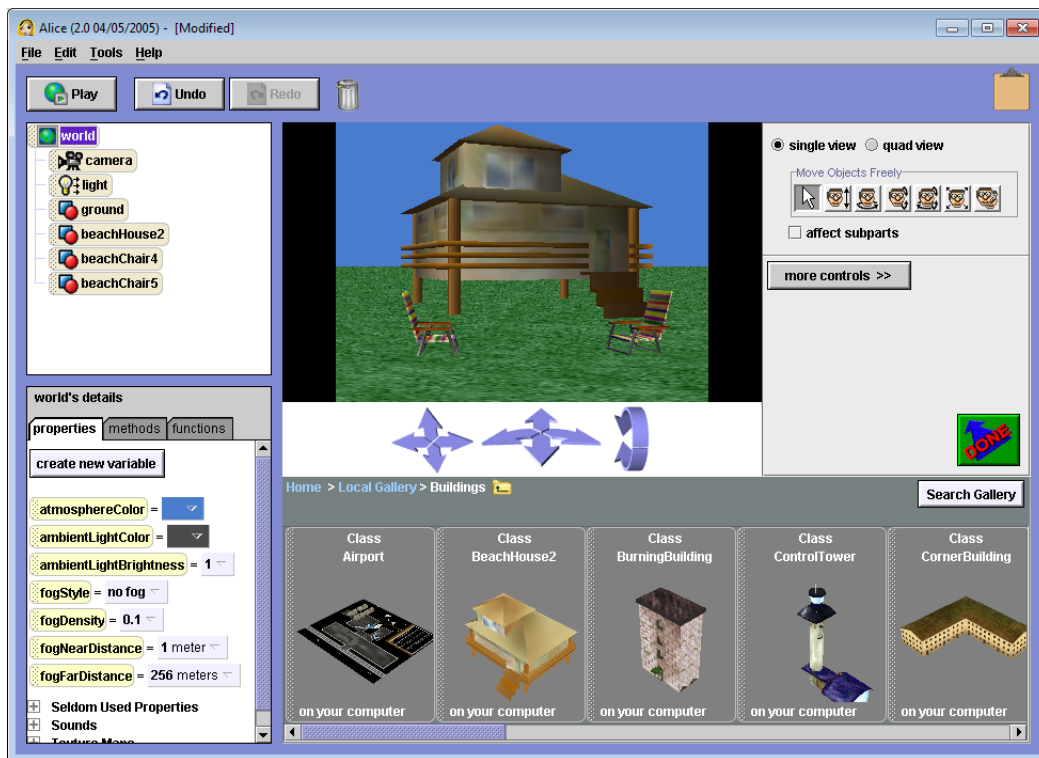 Alice (2.0 04/05/2005) - [Modified]
File Edit Tools Help
Play Undo Redo
world
camera
light
ground
beachHouse2
beachChair4
beachChair5
single view quad view
Move Objects Freely
affect subparts
more controls >>
DONE
world's details
properties methods functions
create new variable
atmosphereColor =
ambientLightColor =
ambientLightBrightness = 1
fogStyle = no fog
fogDensity = 0.1
fogNearDistance = 1 meter
fogFarDistance = 256 meters
Seldom Used Properties
Sounds
Texture Maps
Home > Local Gallery > Buildings
Search Gallery
Class
Airport
on your computer
Class
BeachHouse2
on your computer
Class
BurningBuilding
on your computer
Class
ControlTower
on your computer
Class
CornerBuilding
on your computer